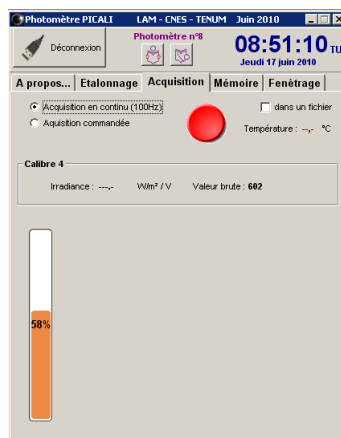 Photomètre PICALI LAM - CNES - TENUM Juin 2010
Déconnexion
Photomètre n°8
08:51:10 TU
Jeudi 17 juin 2010
A propos... Etalonnage Acquisition Mémoire Fenêtrage
Acquisition en continu (100Hz)
dans un fichier
Aquisition commandée
Température : --,- °C
Calibre 4
Irradiance : ---,- W/m² / V Valeur brute : 602
58%